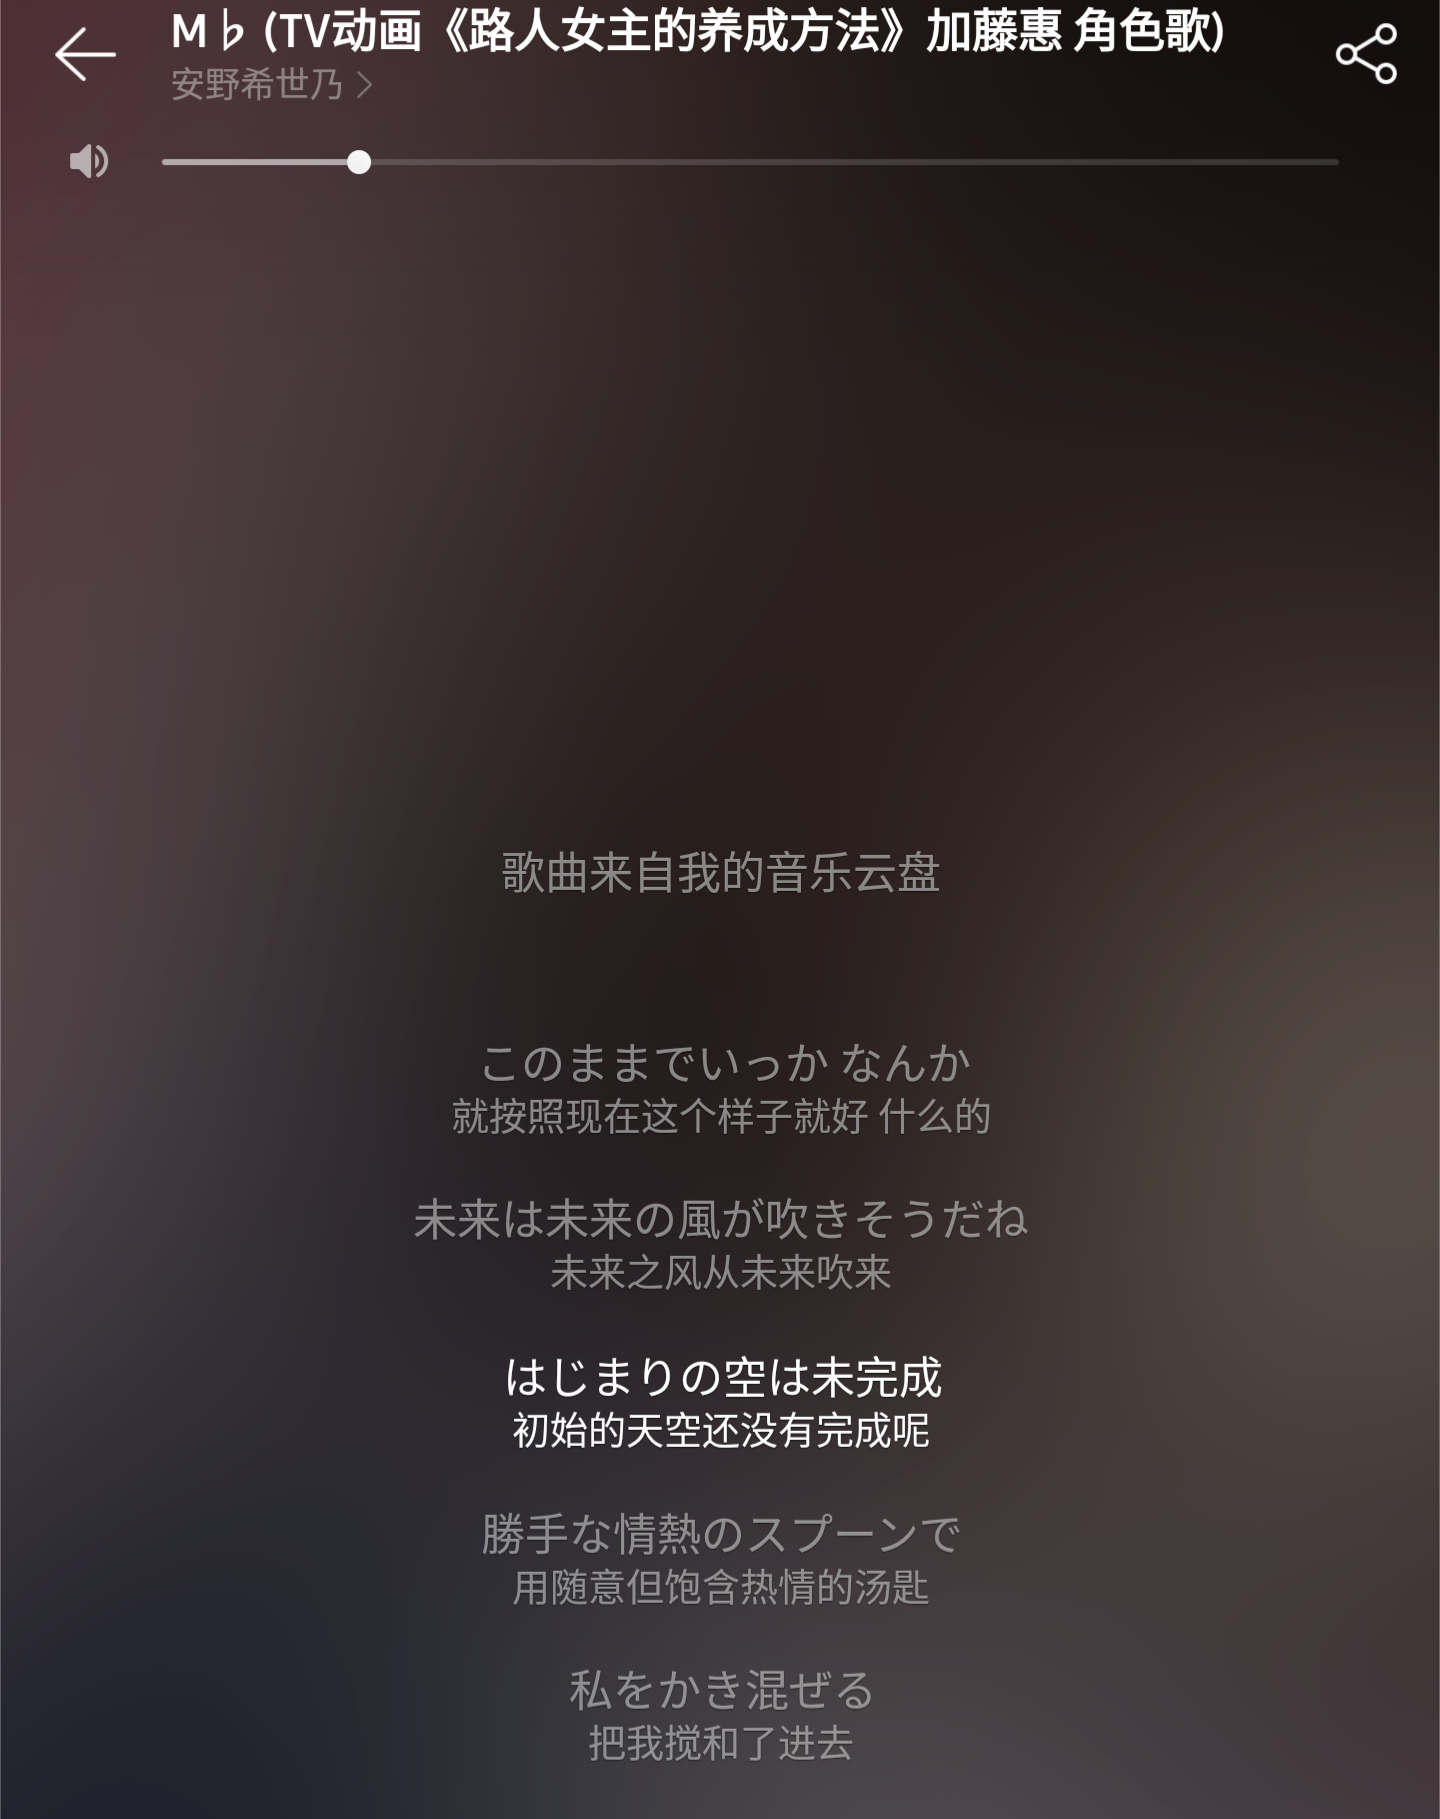 M♭ (TV动画《路人女主的养成方法》加藤惠 角色歌)
安野希世乃
歌曲来自我的音乐云盘
このままでいっか なんか
就按照现在这个样子就好 什么的
未来は未来の風が吹きそうだね
未来之风从未来吹来
はじまりの空は未完成
初始的天空还没有完成呢
勝手な情熱のスプーンで
用随意但饱含热情的汤匙
私をかき混ぜる
把我搅和了进去